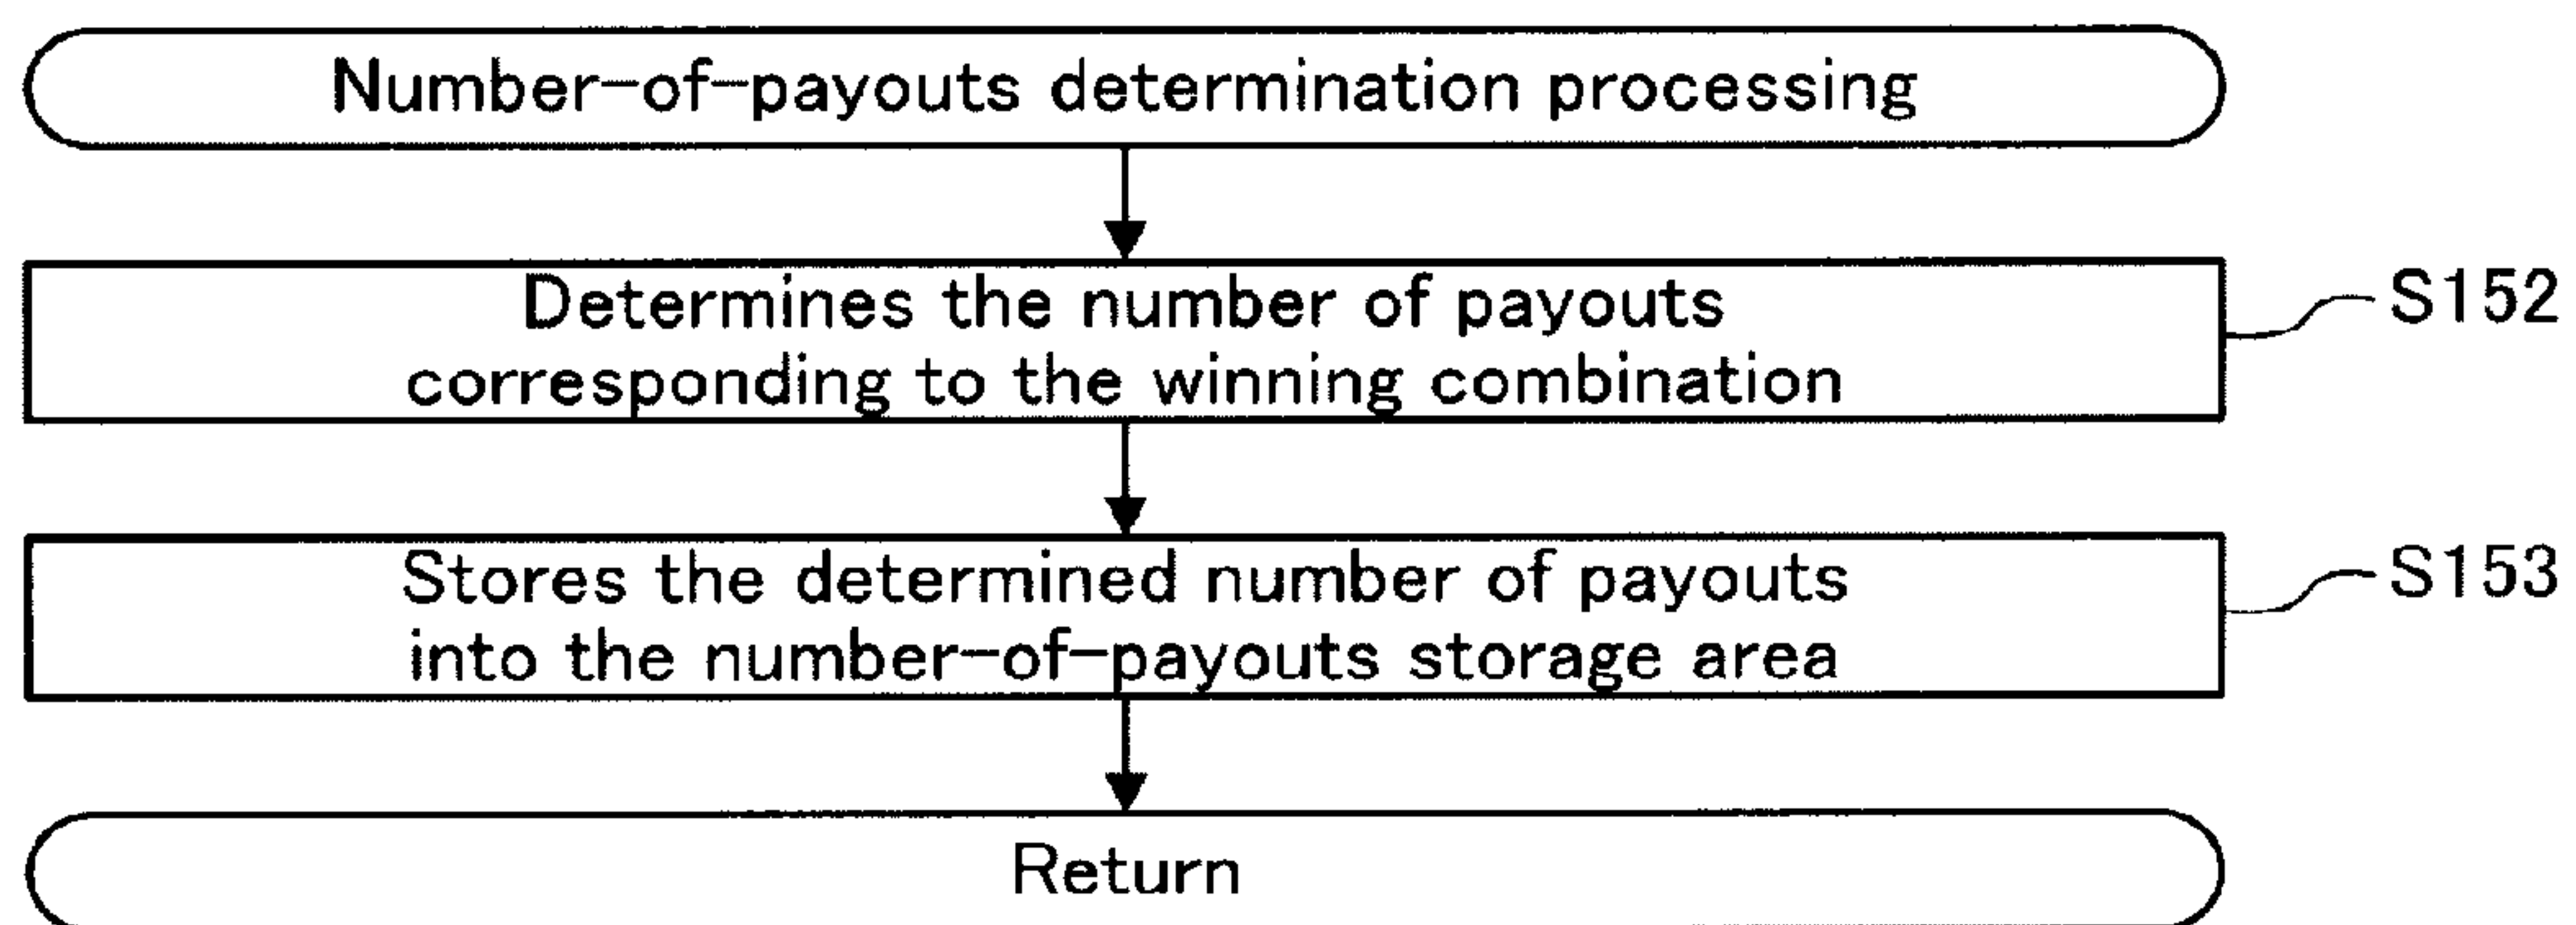 Number-of-payouts determination processing
Determines the number of payouts
corresponding to the winning combination
S152
Stores the determined number of payouts
into the number-of-payouts storage area
S153
Return